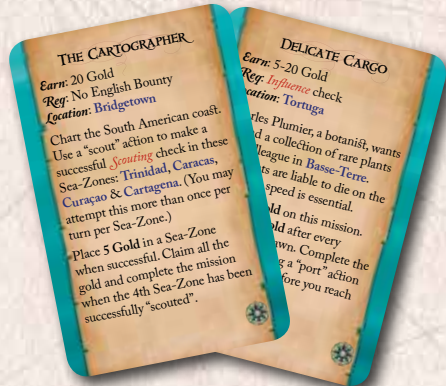 THE CARTOGRAPHER
Earn: 20 Gold
Req: No English Bounty
Location: Bridgetown
Chart the South American coast.
Use a "scout" action to make a
successful Scouting check in these
Sea-Zones: Trinidad, Caracas,
Curaçao & Cartagena. (You may
attempt this more than once per
turn per Sea-Zone.)
Place 5 Gold in a Sea-Zone
when successful. Claim all the
gold and complete the mission
when the 4th Sea-Zone has been
successfully "scouted".
DELICATE CARGO
Earn: 5-20 Gold
Req: Influence check
cation: Tortuga
rles Plumier, a botanist, wants
d a collection of rare plants
league in Basse-Terre.
ts are liable to die on the
speed is essential.
ld on this mission.
old after every
awn. Complete the
g a "port" action
fore you reach